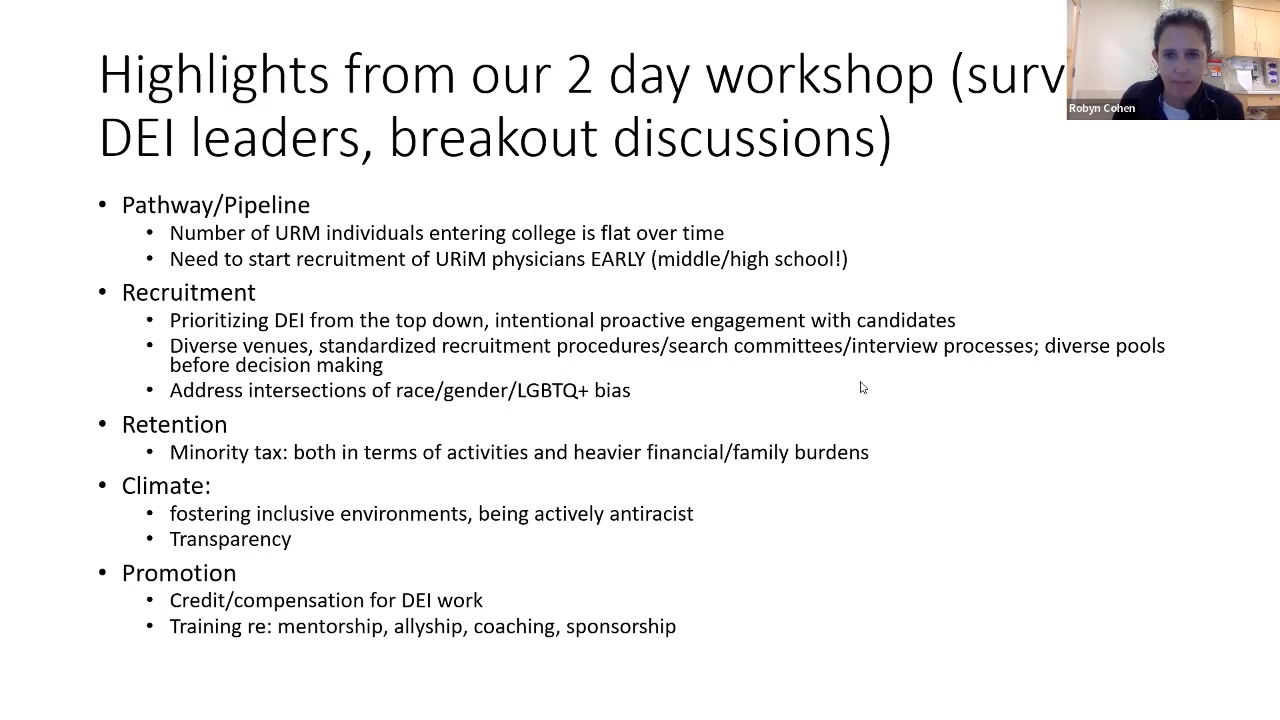 Highlights from our 2 day workshop (surv
DEI leaders, breakout discussions)
Robyn Cohen
• Pathway/Pipeline
• Number of URM individuals entering college is flat over time
• Need to start recruitment of URiM physicians EARLY (middle/high school!)
• Recruitment
• Prioritizing DEI from the top down, intentional proactive engagement with candidates
• Diverse venues, standardized recruitment procedures/search committees/interview processes; diverse pools
before decision making
• Address intersections of race/gender/LGBTQ+ bias
• Retention
• Minority tax: both in terms of activities and heavier financial/family burdens
• Climate:
• fostering inclusive environments, being actively antiracist
• Transparency
• Promotion
• Credit/compensation for DEI work
• Training re: mentorship, allyship, coaching, sponsorship